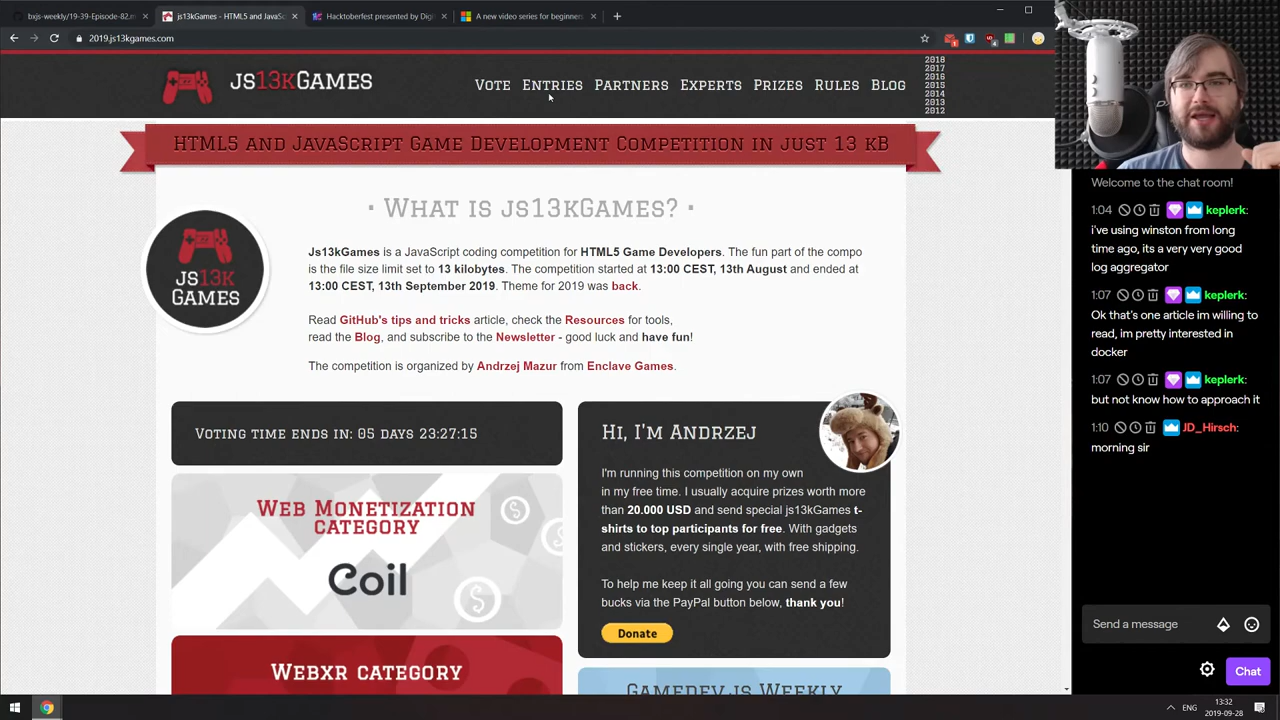 bxjs-weekly/19-39-Episode-82.m
js13kGames - HTML5 and JavaSc
Hacktoberfest presented by Digi
A new video series for beginners
2019.js13kgames.com
JS13KGAMES
VOTE ENTRIES PARTNERS EXPERTS PRIZES RULES BLOG
2018
2017
2016
2015
2014
2013
2012
HTML5 AND JAVASCRIPT GAME DEVELOPMENT COMPETITION IN JUST 13 KB
WHAT IS JS13KGAMES?
JS13K
GAMES
Js13kGames is a JavaScript coding competition for HTML5 Game Developers. The fun part of the compo
is the file size limit set to 13 kilobytes. The competition started at 13:00 CEST, 13th August and ended at
13:00 CEST, 13th September 2019. Theme for 2019 was back.
Read GitHub's tips and tricks article, check the Resources for tools,
read the Blog, and subscribe to the Newsletter - good luck and have fun!
The competition is organized by Andrzej Mazur from Enclave Games.
VOTING TIME ENDS IN: 05 DAYS 23:27:15
WEB MONETIZATION
CATEGORY
Coil
WEBXR CATEGORY
HI, I'M ANDRZEJ
I'm running this competition on my own
in my free time. I usually acquire prizes worth more
than 20.000 USD and send special js13kGames t-
shirts to top participants for free. With gadgets
and stickers, every single year, with free shipping.
To help me keep it all going you can send a few
bucks via the PayPal button below, thank you!
Donate
GAMEDEV.JS WEEKLY
Welcome to the chat room!
1:04 keplerk:
i've using winston from long
time ago, its a very very good
log aggregator
1:07 keplerk:
Ok that's one article im willing to
read, im pretty interested in
docker
1:07 keplerk:
but not know how to approach it
1:10 JD_Hirsch:
morning sir
Send a message
Chat
ENG
13:32
2019-09-28